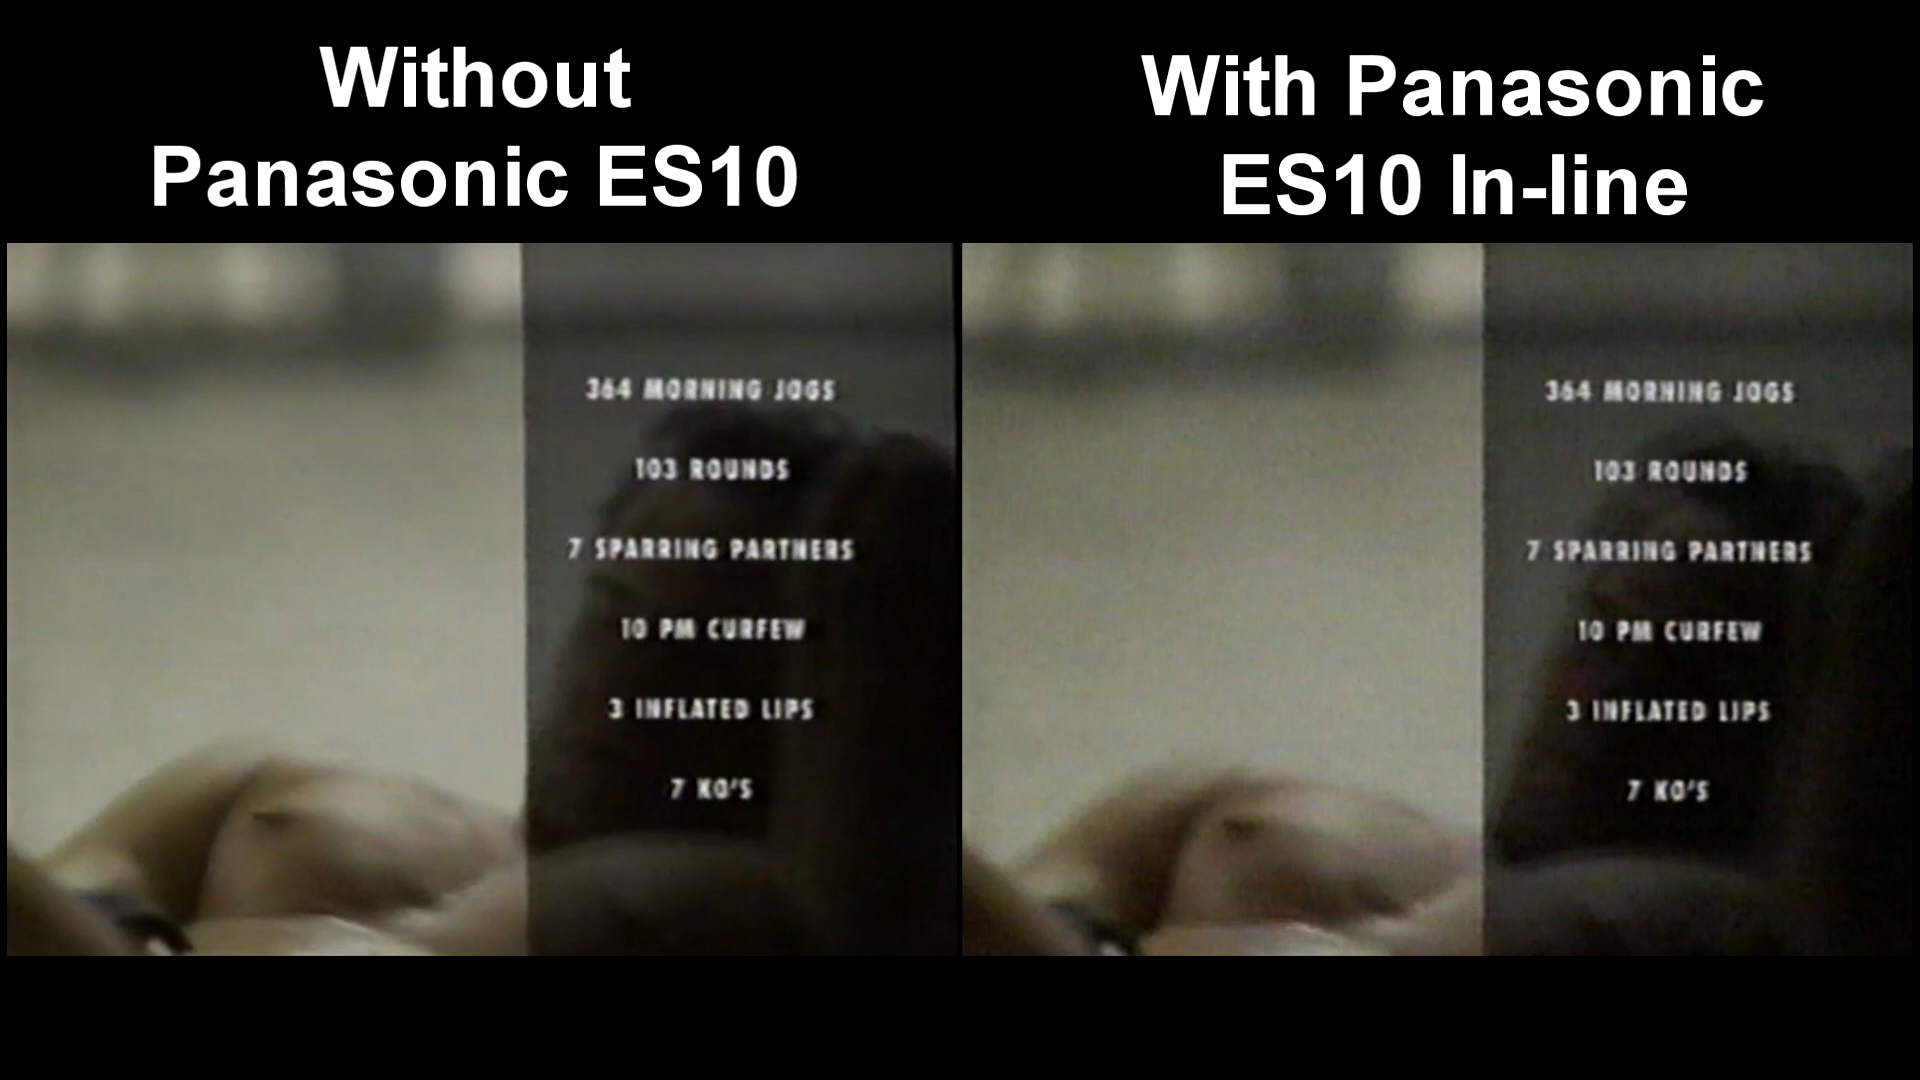 Without
Panasonic ES10
With Panasonic
ES10 In-line
364 MORNING JOGS
103 ROUNDS
7 SPARRING PARTNERS
10 PM CURFEW
3 INFLATED LIPS
7 KO'S
364 MORNING JOGS
103 ROUNDS
7 SPARRING PARTNERS
10 PM CURFEW
3 INFLATED LIPS
7 KO'S